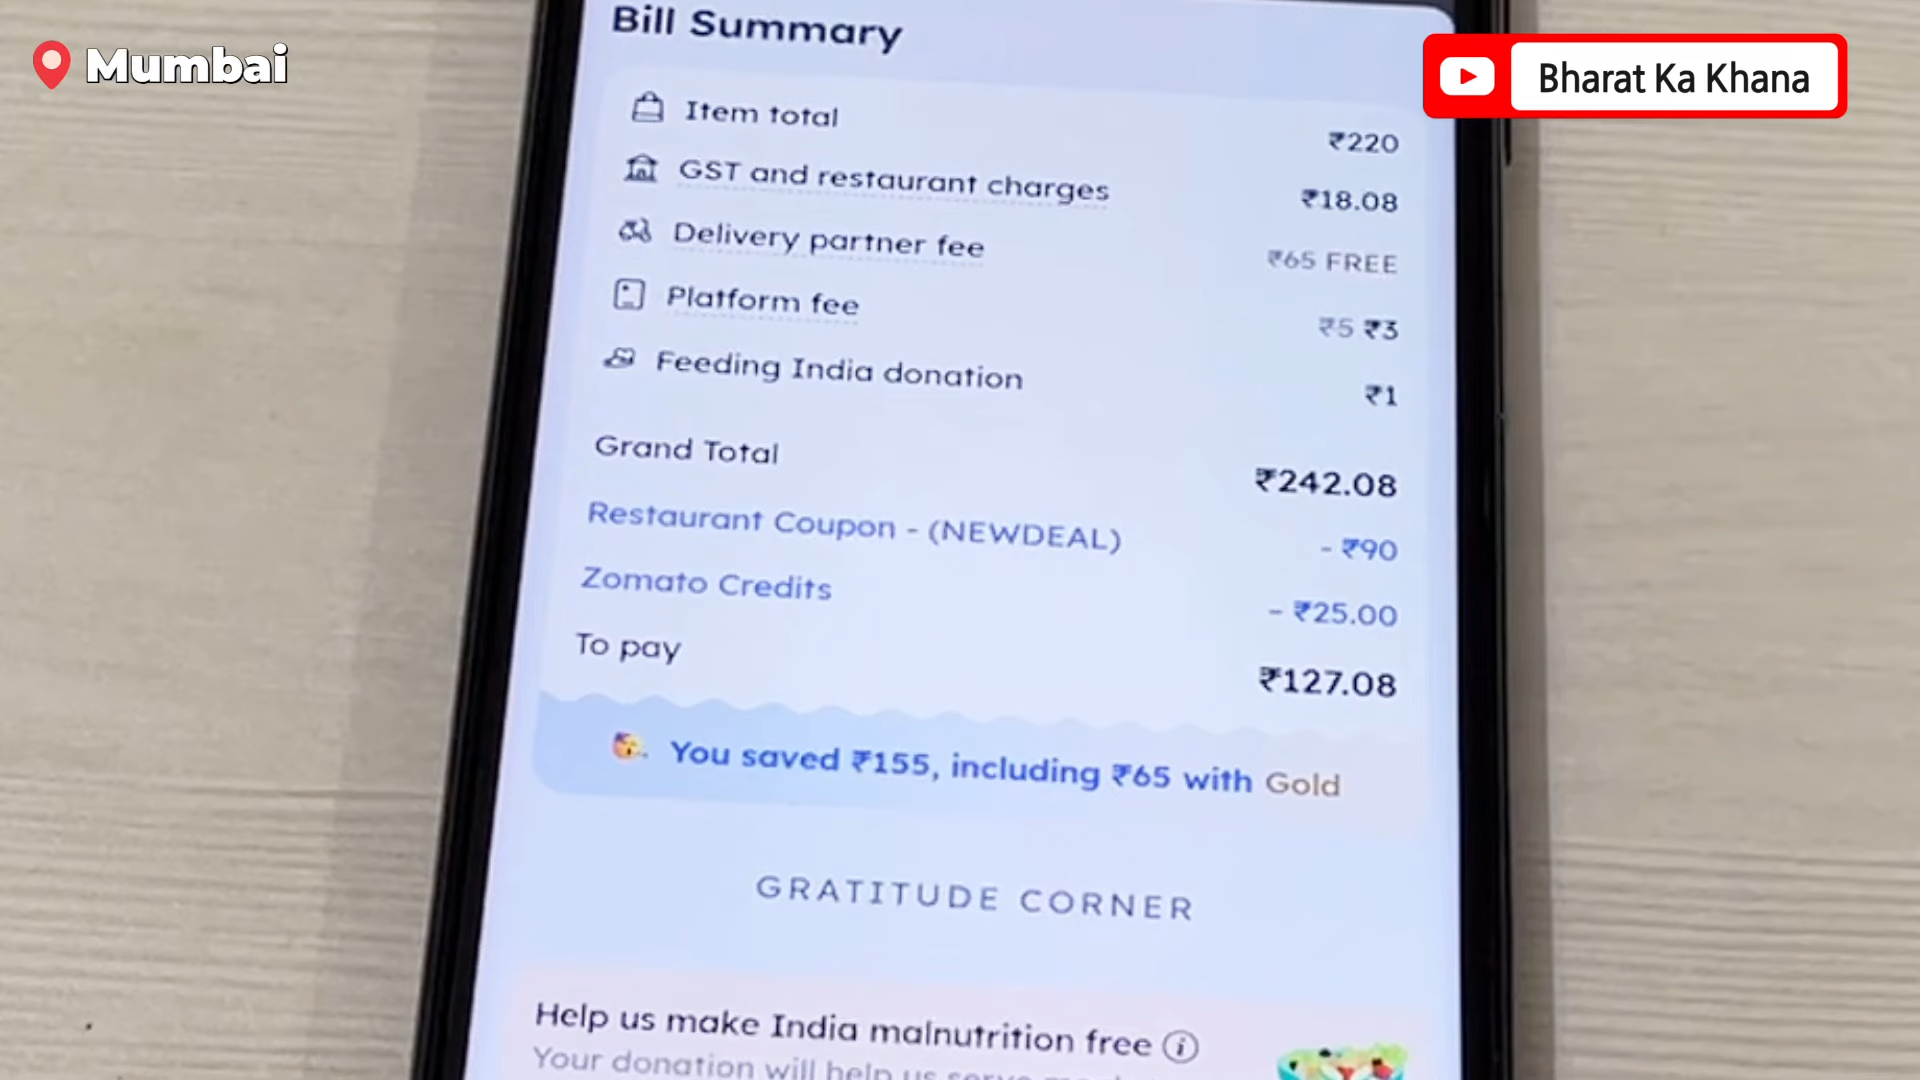 Mumbai
Bharat Ka Khana
Bill Summary
Item total ₹220
GST and restaurant charges ₹18.08
Delivery partner fee ₹65 FREE
Platform fee ₹5 ₹3
Feeding India donation ₹1
Grand Total ₹242.08
Restaurant Coupon - (NEWDEAL) - ₹90
Zomato Credits - ₹25.00
To pay ₹127.08
You saved ₹155, including ₹65 with Gold
GRATITUDE CORNER
Help us make India malnutrition free
Your donation will help us serve